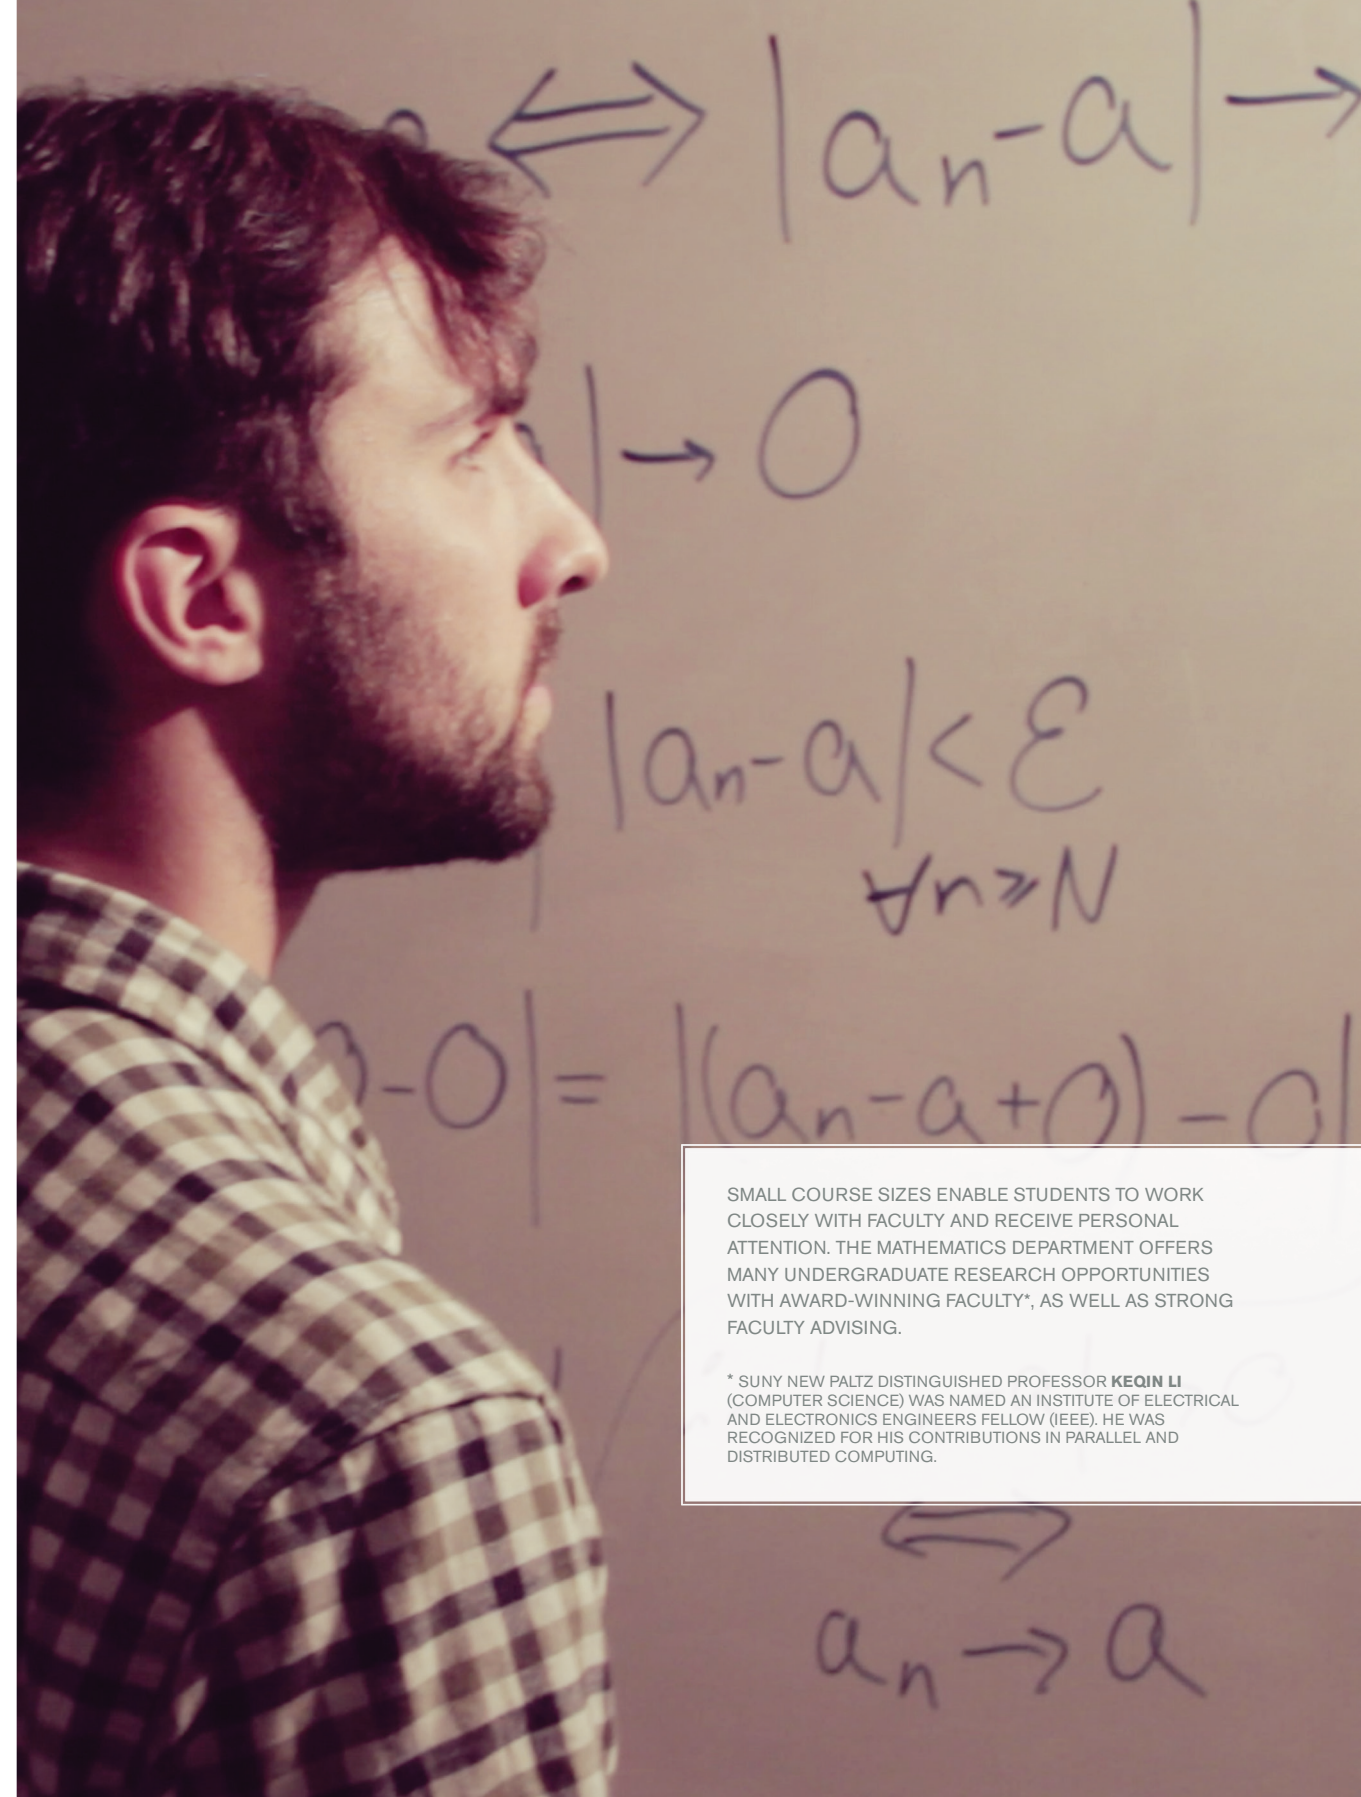 ⇔ |aₙ-a| →
| → 0
|aₙ-a| < ε
∀n≥N
-0| = |(aₙ-a+0)-0|
SMALL COURSE SIZES ENABLE STUDENTS TO WORK
CLOSELY WITH FACULTY AND RECEIVE PERSONAL
ATTENTION. THE MATHEMATICS DEPARTMENT OFFERS
MANY UNDERGRADUATE RESEARCH OPPORTUNITIES
WITH AWARD-WINNING FACULTY*, AS WELL AS STRONG
FACULTY ADVISING.
* SUNY NEW PALTZ DISTINGUISHED PROFESSOR KEQIN LI
(COMPUTER SCIENCE) WAS NAMED AN INSTITUTE OF ELECTRICAL
AND ELECTRONICS ENGINEERS FELLOW (IEEE). HE WAS
RECOGNIZED FOR HIS CONTRIBUTIONS IN PARALLEL AND
DISTRIBUTED COMPUTING.
⇔
aₙ → a